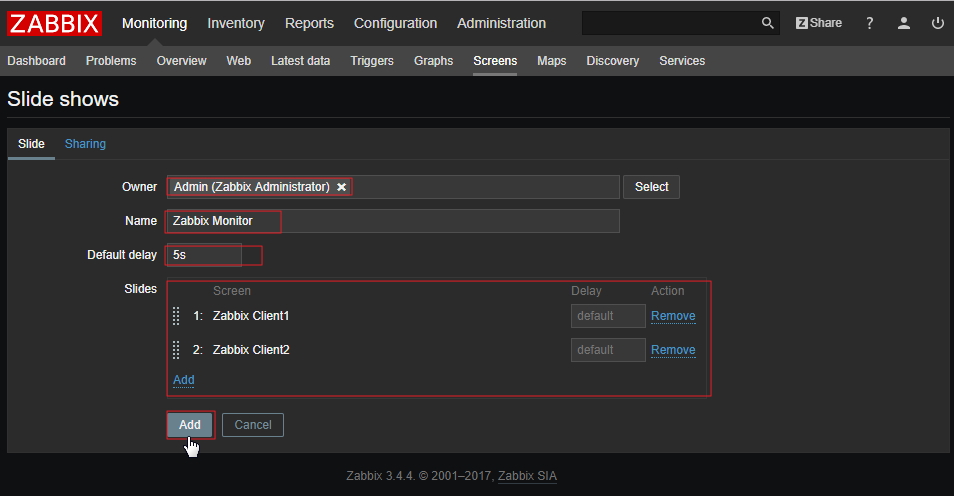 ZABBIX Monitoring Inventory Reports Configuration Administration Z Share ?
Dashboard Problems Overview Web Latest data Triggers Graphs Screens Maps Discovery Services
Slide shows
Slide Sharing
Owner Admin (Zabbix Administrator) Select
Name Zabbix Monitor
Default delay 5s
Slides Screen Delay Action
1: Zabbix Client1 default Remove
2: Zabbix Client2 default Remove
Add
Add Cancel
Zabbix 3.4.4. © 2001–2017, Zabbix SIA